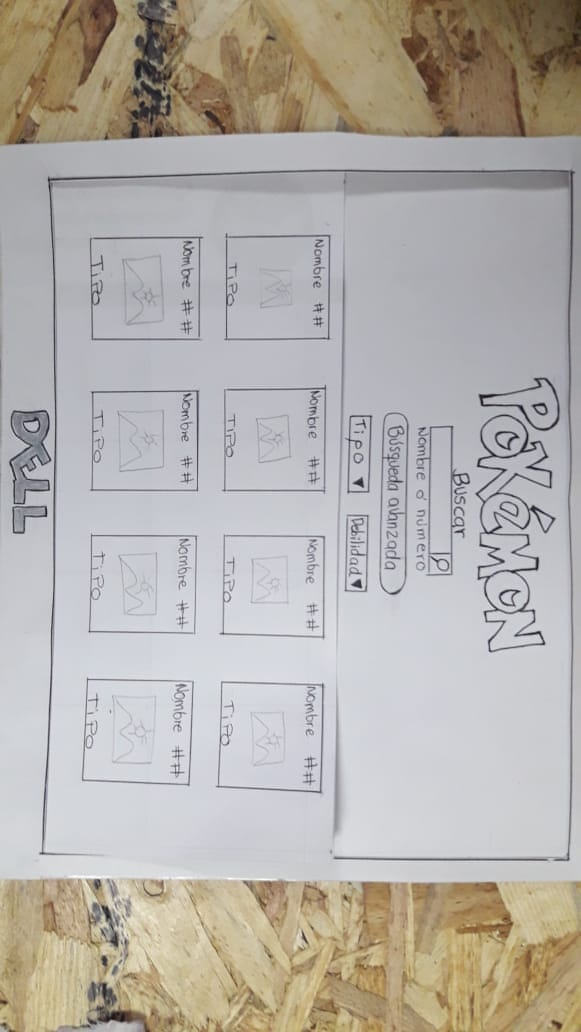 POKÉMON
Buscar
Nombre o número
Búsqueda avanzada
Tipo ▼ Debilidad ▼
Nombre ## Nombre ## Nombre ## Nombre ##
TIPO TIPO TIPO TIPO
Nombre ## Nombre ## Nombre ## Nombre ##
TIPO TIPO TIPO TIPO
DELL